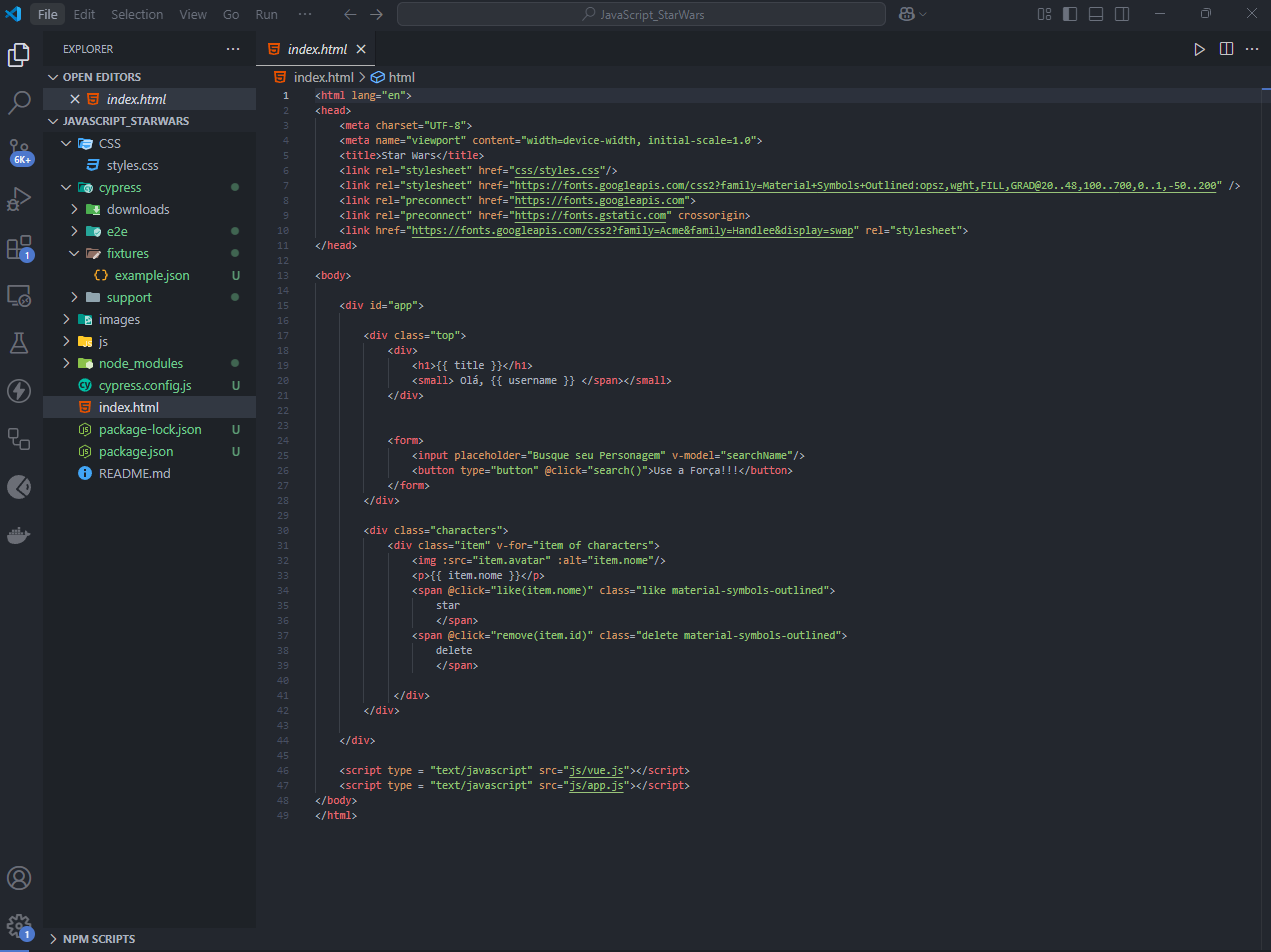 File Edit Selection View Go Run ··· JavaScript_StarWars
EXPLORER ···
OPEN EDITORS
index.html
JAVASCRIPT_STARWARS
CSS
styles.css
cypress
downloads
e2e
fixtures
example.json U
support
images
js
node_modules
cypress.config.js U
index.html
package-lock.json U
package.json U
README.md
NPM SCRIPTS
6K+
1
1
index.html
index.html > html
1 <html lang="en">
2 <head>
3 <meta charset="UTF-8">
4 <meta name="viewport" content="width=device-width, initial-scale=1.0">
5 <title>Star Wars</title>
6 <link rel="stylesheet" href="css/styles.css"/>
7 <link rel="stylesheet" href="https://fonts.googleapis.com/css2?family=Material+Symbols+Outlined:opsz,wght,FILL,GRAD@20..48,100..700,0..1,-50..200" />
8 <link rel="preconnect" href="https://fonts.googleapis.com">
9 <link rel="preconnect" href="https://fonts.gstatic.com" crossorigin>
10 <link href="https://fonts.googleapis.com/css2?family=Acme&family=Handlee&display=swap" rel="stylesheet">
11 </head>
12
13 <body>
14
15 <div id="app">
16
17 <div class="top">
18 <div>
19 <h1>{{ title }}</h1>
20 <small> Olá, {{ username }} </span></small>
21 </div>
22
23
24 <form>
25 <input placeholder="Busque seu Personagem" v-model="searchName"/>
26 <button type="button" @click="search()">Use a Força!!!</button>
27 </form>
28 </div>
29
30 <div class="characters">
31 <div class="item" v-for="item of characters">
32 <img :src="item.avatar" :alt="item.nome"/>
33 <p>{{ item.nome }}</p>
34 <span @click="like(item.nome)" class="like material-symbols-outlined">
35 star
36 </span>
37 <span @click="remove(item.id)" class="delete material-symbols-outlined">
38 delete
39 </span>
40
41 </div>
42 </div>
43
44 </div>
45
46 <script type = "text/javascript" src="js/vue.js"></script>
47 <script type = "text/javascript" src="js/app.js"></script>
48 </body>
49 </html>